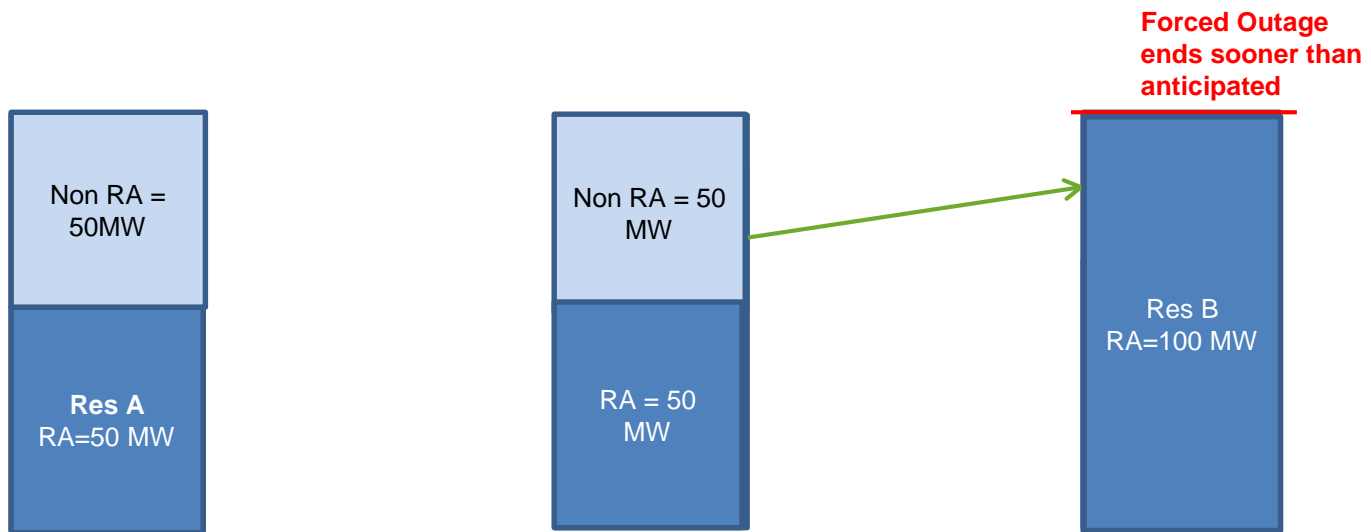 Forced Outage
ends sooner than
anticipated
Non RA =
50MW
Res A
RA=50 MW
Non RA = 50
MW
RA = 50
MW
Res B
RA=100 MW